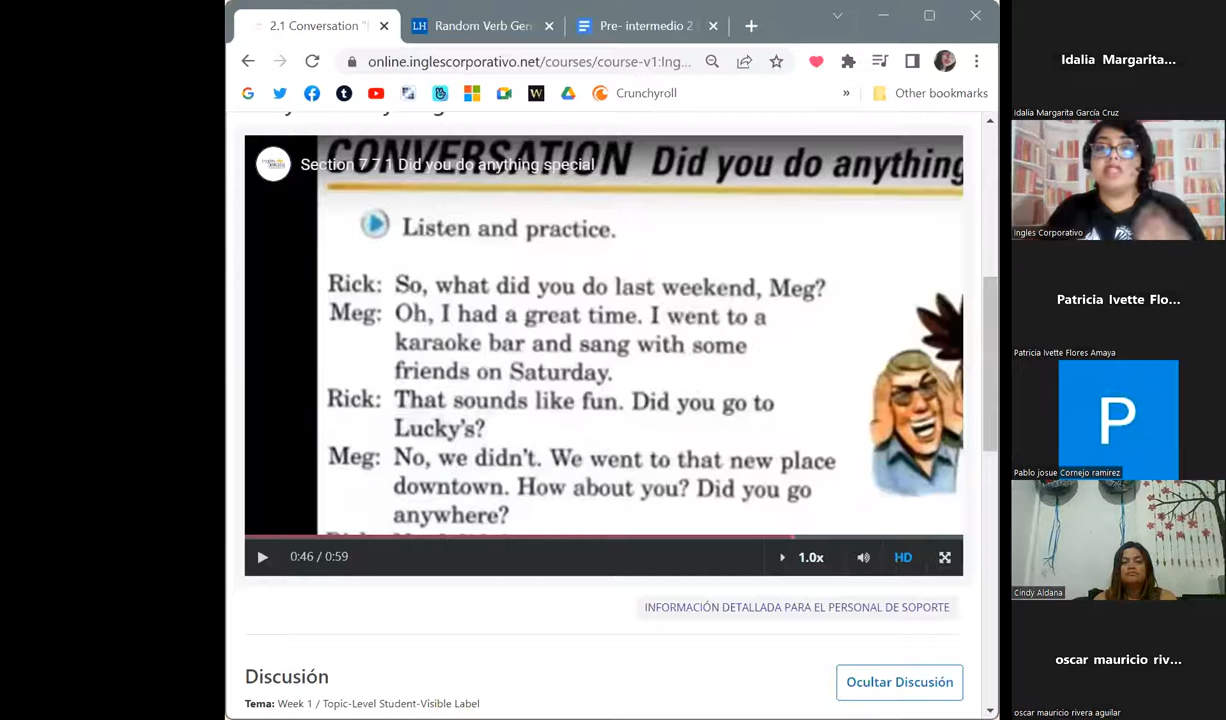 2.1 Conversation "
Random Verb Gen
Pre- intermedio 2
online.inglescorporativo.net/courses/course-v1:Ing...
Crunchyroll
Other bookmarks
Section 7 7 1 Did you do anything special
CONVERSATION Did you do anything
Listen and practice.
Rick: So, what did you do last weekend, Meg?
Meg: Oh, I had a great time. I went to a
karaoke bar and sang with some
friends on Saturday.
Rick: That sounds like fun. Did you go to
Lucky's?
Meg: No, we didn't. We went to that new place
downtown. How about you? Did you go
anywhere?
0:46 / 0:59
1.0x
HD
INFORMACIÓN DETALLADA PARA EL PERSONAL DE SOPORTE
Discusión
Ocultar Discusión
Tema: Week 1 / Topic-Level Student-Visible Label
Idalia Margarita...
Idalia Margarita García Cruz
Ingles Corporativo
Patricia Ivette Flo...
Patricia Ivette Flores Amaya
P
Pablo josue Cornejo ramirez
Cindy Aldana
oscar mauricio riv...
oscar mauricio rivera aguilar